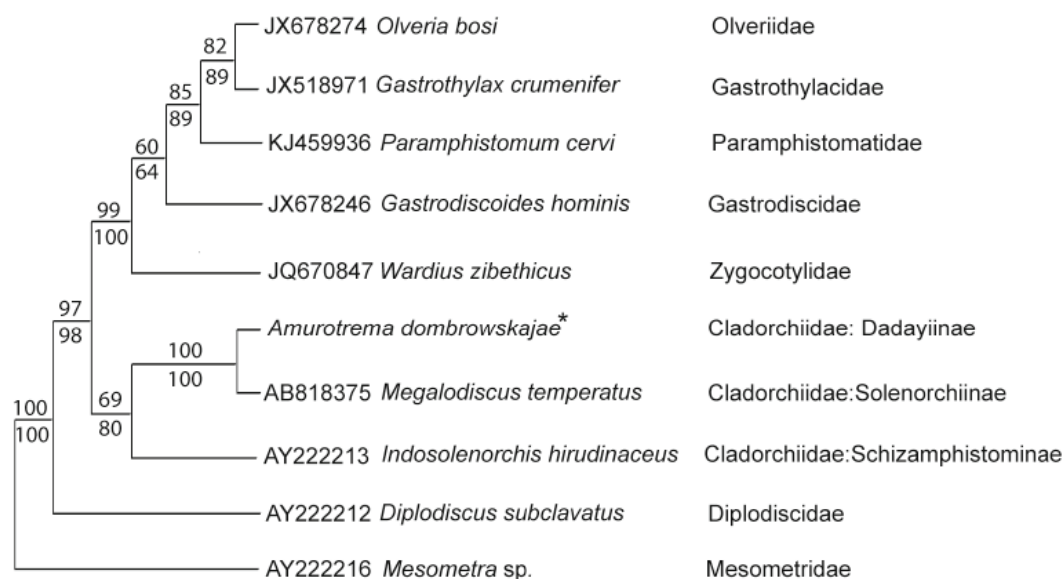 JX678274 Olveria bosi Olveriidae
82
89
JX518971 Gastrothylax crumenifer Gastrothylacidae
85
89
KJ459936 Paramphistomum cervi Paramphistomatidae
60
64
JX678246 Gastrodiscoides hominis Gastrodiscidae
99
100
JQ670847 Wardius zibethicus Zygocotylidae
97
98
Amurotrema dombrowskajae* Cladorchiidae: Dadayiinae
100
100
AB818375 Megalodiscus temperatus Cladorchiidae:Solenorchiinae
69
80
100
100
AY222213 Indosolenorchis hirudinaceus Cladorchiidae:Schizamphistominae
AY222212 Diplodiscus subclavatus Diplodiscidae
AY222216 Mesometra sp. Mesometridae